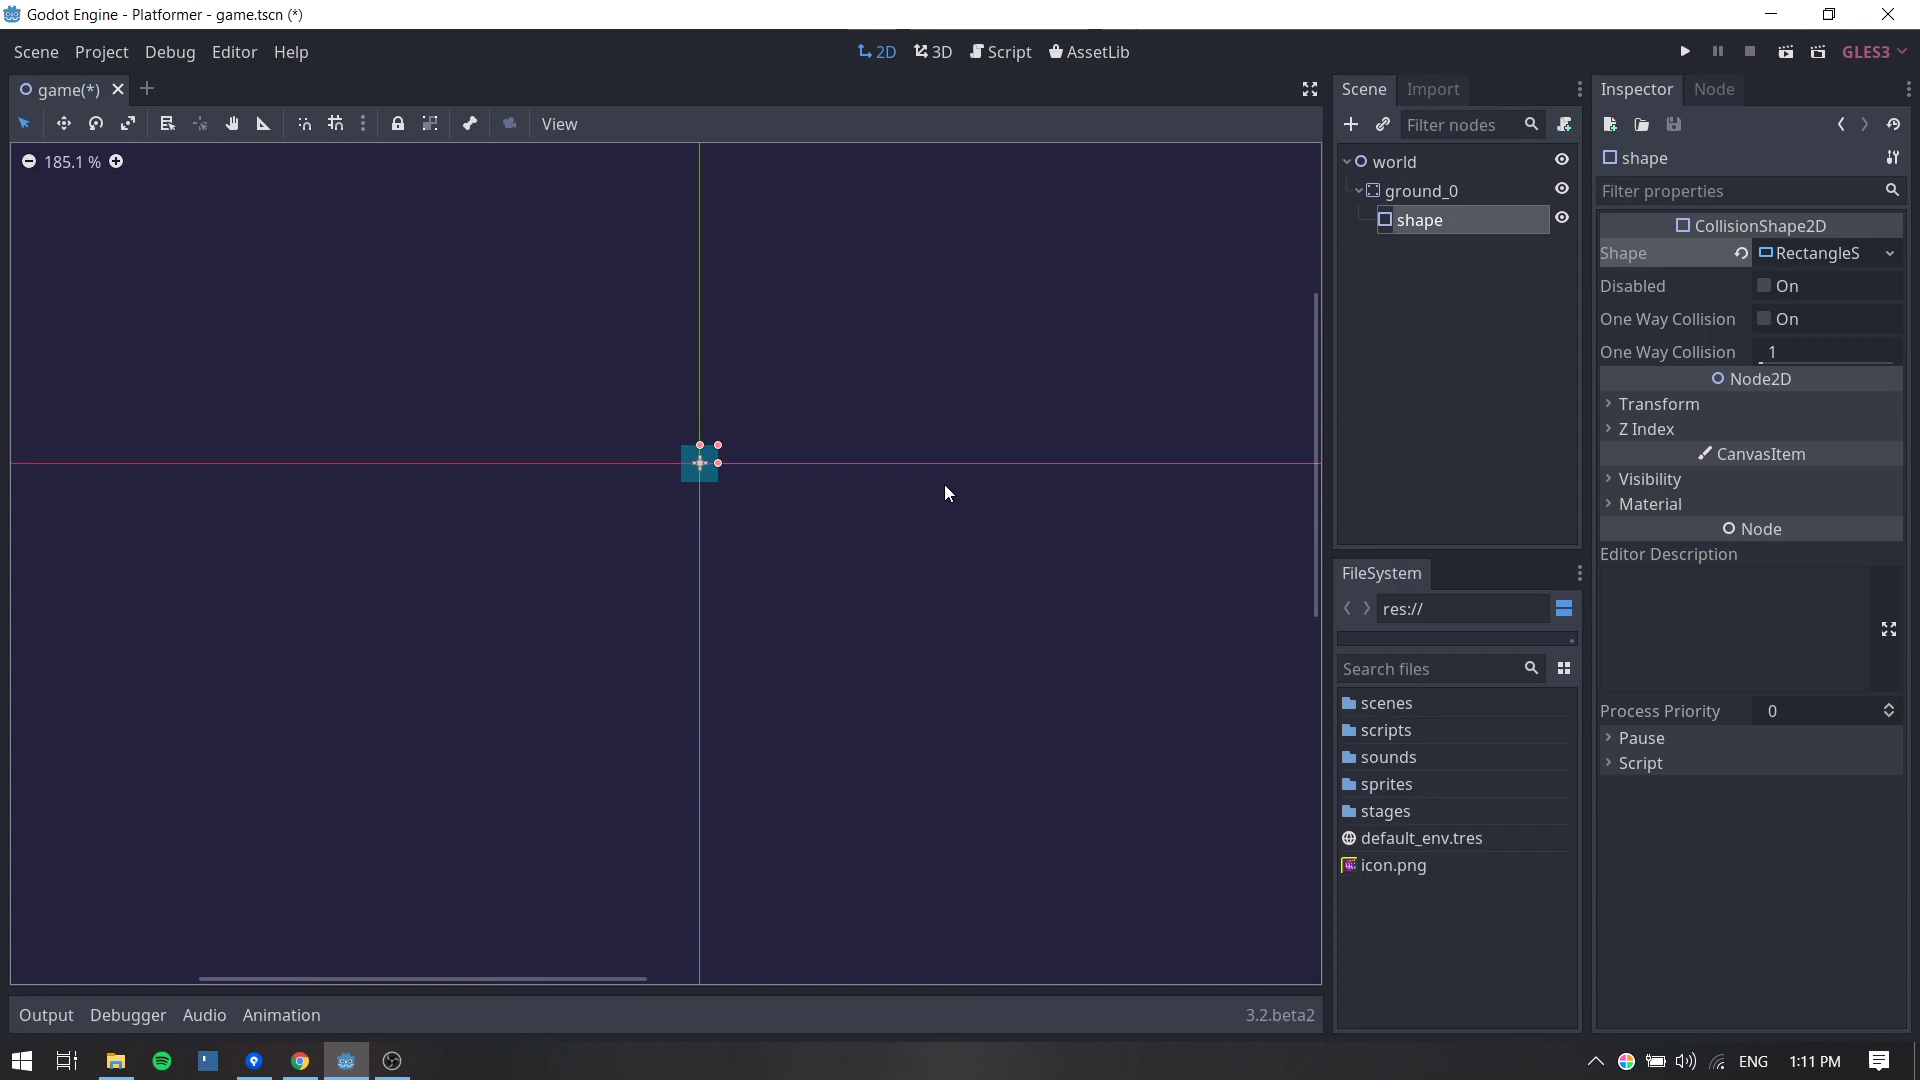 Godot Engine - Platformer - game.tscn (*)
Scene Project Debug Editor Help
2D 3D Script AssetLib
GLES3
game(*)
Scene Import
Inspector Node
View
Filter nodes
185.1 %
world
shape
ground_0
Filter properties
shape
CollisionShape2D
Shape RectangleS
Disabled On
One Way Collision On
One Way Collision 1
Node2D
Transform
Z Index
CanvasItem
Visibility
Material
Node
Editor Description
FileSystem
res://
Search files
scenes
Process Priority 0
scripts
Pause
sounds
Script
sprites
stages
default_env.tres
icon.png
Output Debugger Audio Animation
3.2.beta2
ENG 1:11 PM